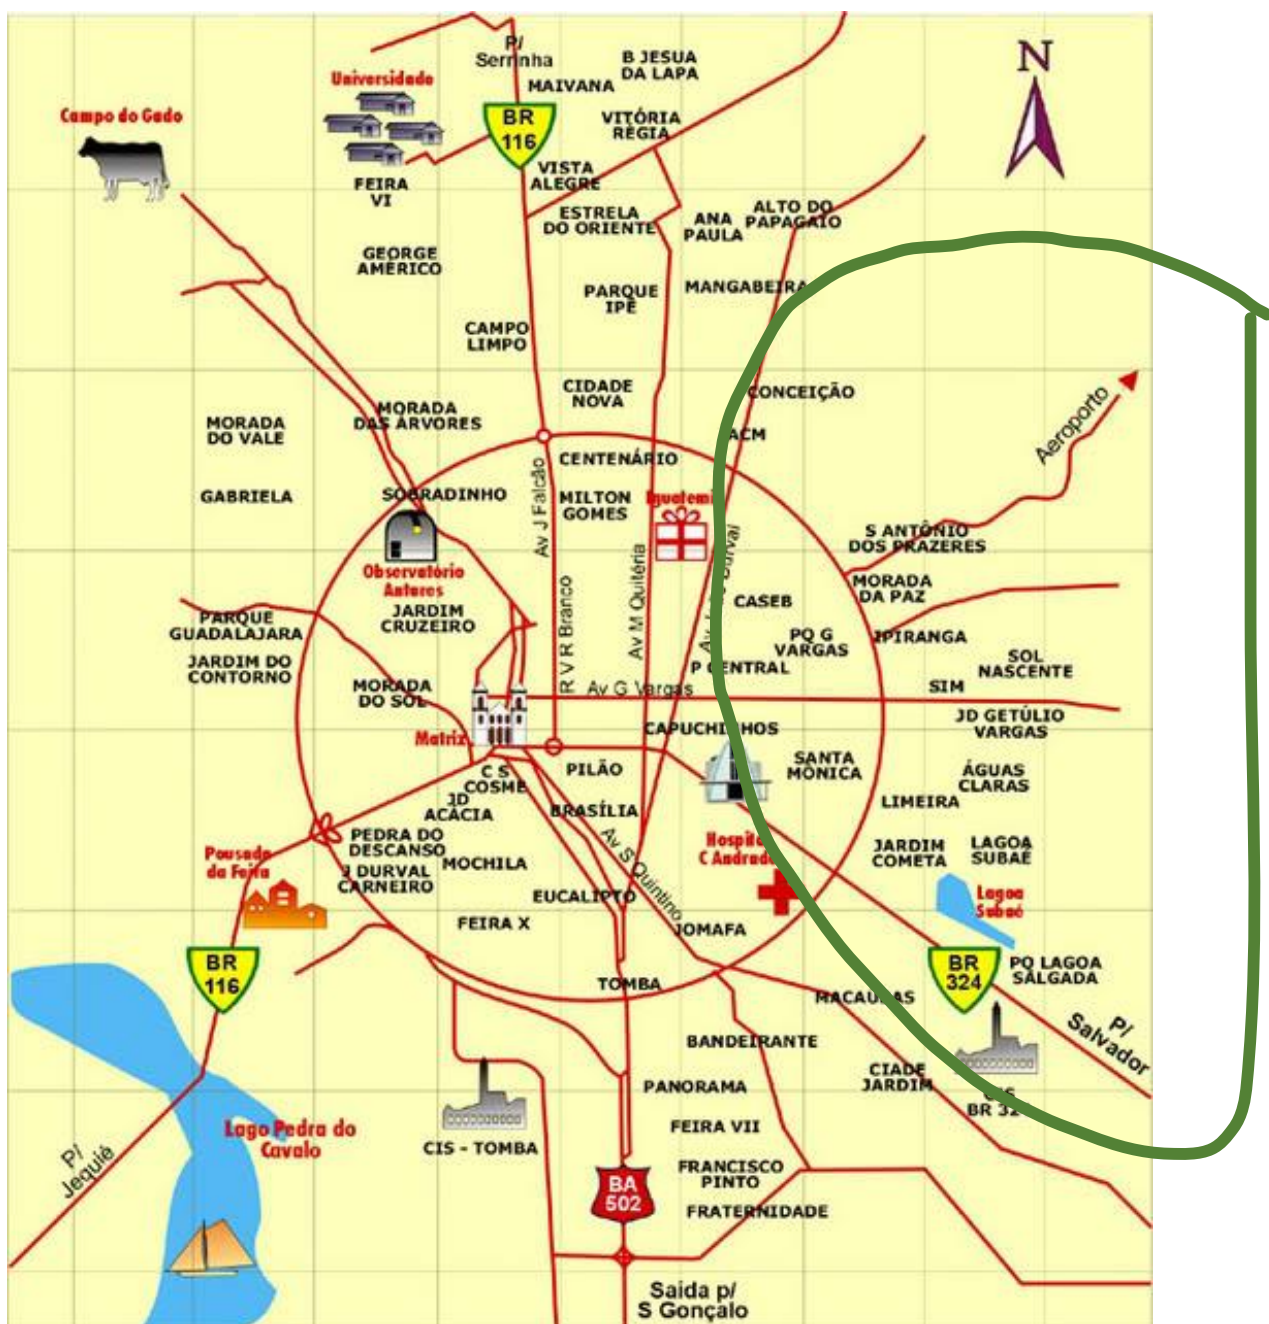 N
P/
Serrinha
B JESUA
DA LAPA
MAIVANA
Universidade
Campo do Gado
BR
116
VITÓRIA
RÉGIA
VISTA
ALEGRE
FEIRA
VI
ESTRELA
DO ORIENTE
ANA
PAULA
ALTO DO
PAPAGAIO
GEORGE
AMÉRICO
PARQUE
IPÊ
MANGABEIRA
CAMPO
LIMPO
CIDADE
NOVA
CONCEIÇÃO
MORADA
DAS ÁRVORES
MORADA
DO VALE
ACM
Aeroporto
CENTENÁRIO
GABRIELA
SOBRADINHO
Av J Falcão
MILTON
GOMES
Iguatemi
S ANTÔNIO
DOS PRAZERES
Observatório
Antares
Av M Quitéria
MORADA
DA PAZ
JARDIM
CRUZEIRO
R V R Branco
CASEB
PARQUE
GUADALAJARA
PQ G
VARGAS
IPIRANGA
JARDIM DO
CONTORNO
P CENTRAL
SOL
NASCENTE
MORADA
DO SOL
Av G Vargas
SIM
JD GETÚLIO
VARGAS
Matriz
CAPUCHINHOS
PILÃO
SANTA
MÔNICA
C S
COSME
ÁGUAS
CLARAS
JD
ACÁCIA
BRASÍLIA
LIMEIRA
PEDRA DO
DESCANSO
Av S Quintino
Hospital
C Andrade
JARDIM
COMETA
LAGOA
SUBAÉ
Pousada
da Feira
MOCHILA
J DURVAL
CARNEIRO
EUCALIPTO
Lagoa
Subaé
FEIRA X
JOMAFA
BR
116
BR
324
PQ LAGOA
SALGADA
TOMBA
P/
Salvador
BANDEIRANTE
CIADE
JARDIM
PANORAMA
BR 32
FEIRA VII
Lago Pedra do
Cavalo
CIS - TOMBA
P/
Jequié
FRANCISCO
PINTO
BA
502
FRATERNIDADE
Saida p/
S Gonçalo